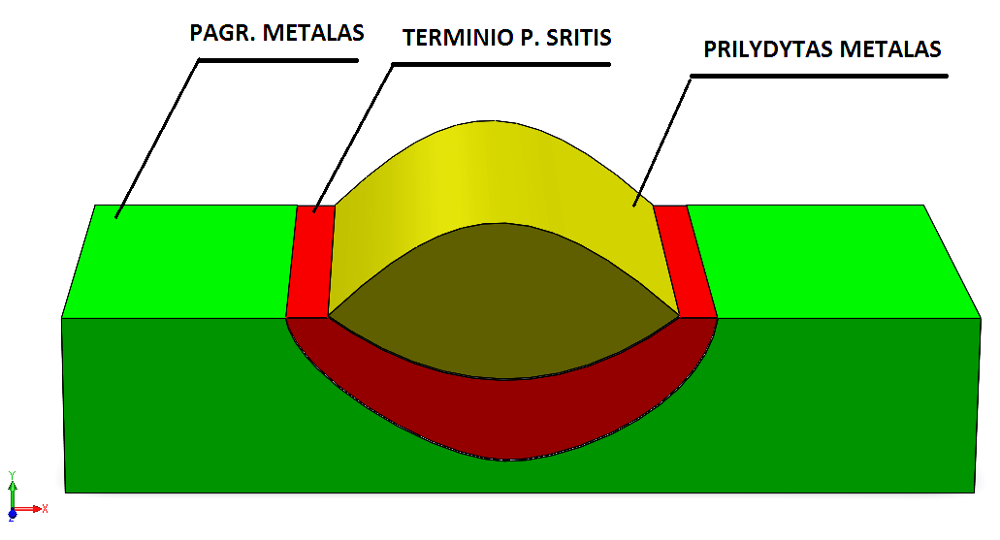 PAGR. METALAS
TERMINIO P. SRITIS
PRILYDYTAS METALAS
Y
X
Z